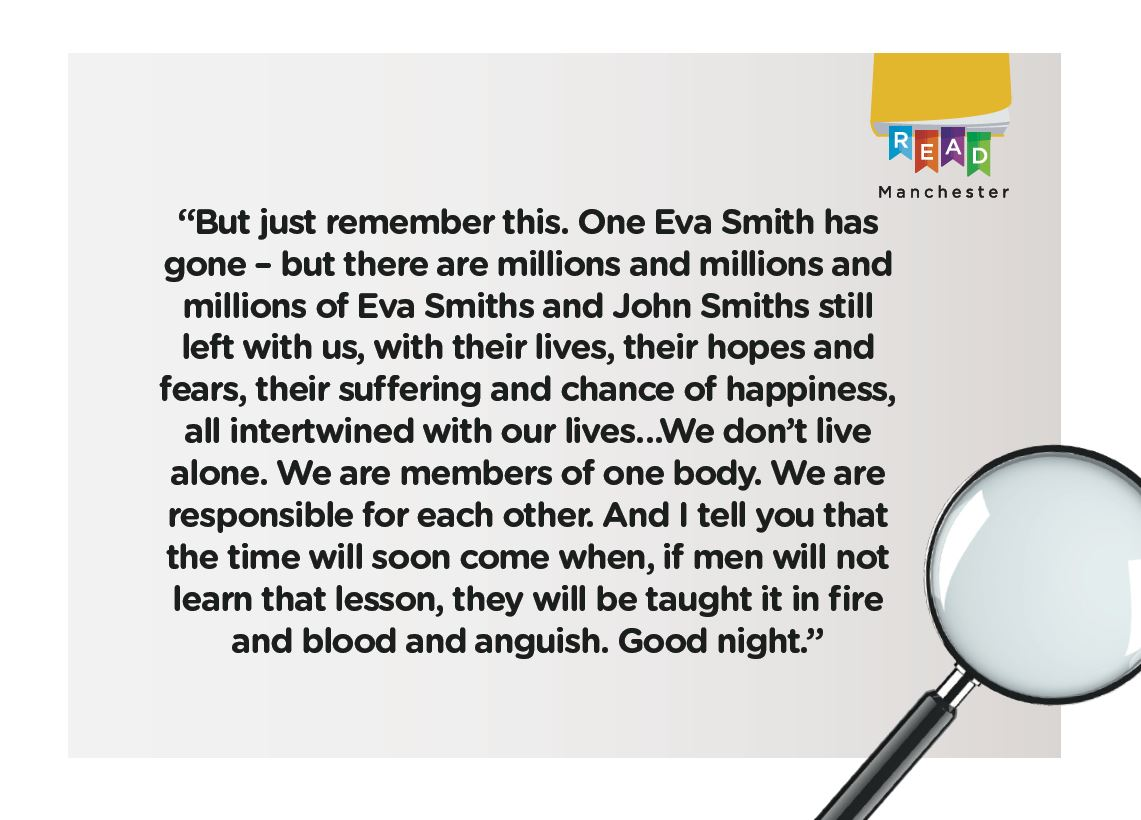 READ
Manchester
“But just remember this. One Eva Smith has
gone – but there are millions and millions and
millions of Eva Smiths and John Smiths still
left with us, with their lives, their hopes and
fears, their suffering and chance of happiness,
all intertwined with our lives...We don’t live
alone. We are members of one body. We are
responsible for each other. And I tell you that
the time will soon come when, if men will not
learn that lesson, they will be taught it in fire
and blood and anguish. Good night.”